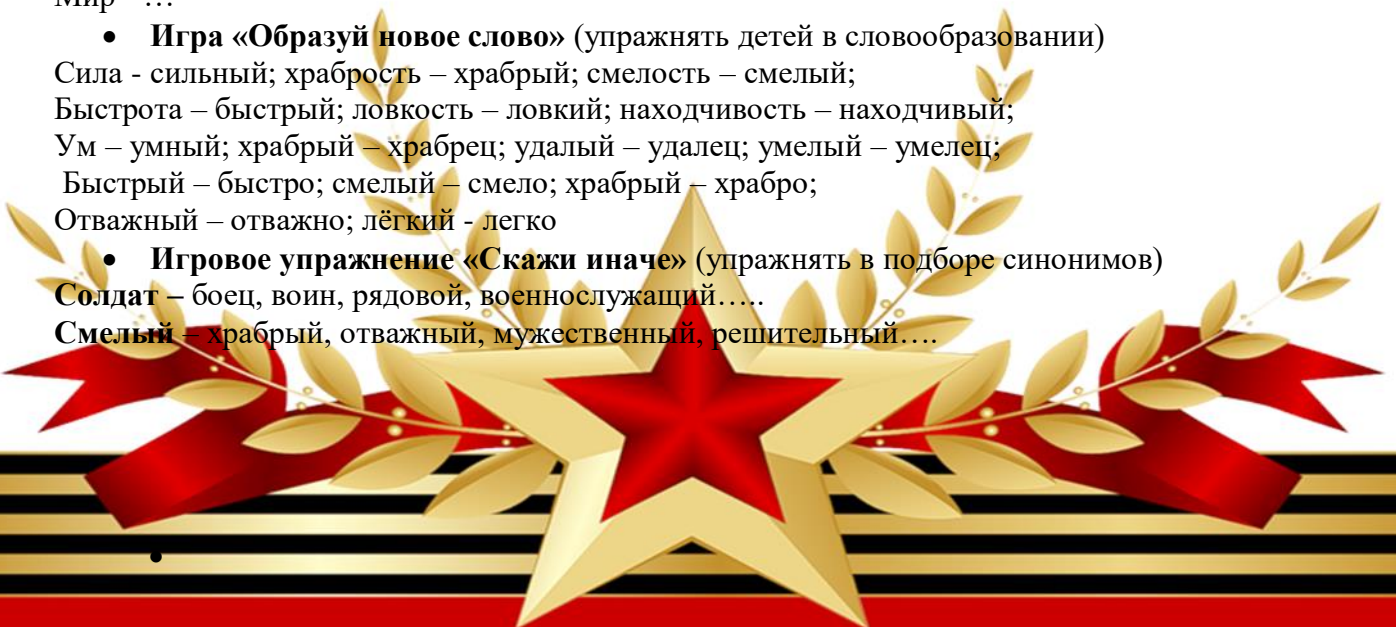 Мир – …
• Игра «Образуй новое слово» (упражнять детей в словообразовании)
Сила - сильный; храбрость – храбрый; смелость – смелый;
Быстрота – быстрый; ловкость – ловкий; находчивость – находчивый;
Ум – умный; храбрый – храбрец; удалый – удалец; умелый – умелец;
Быстрый – быстро; смелый – смело; храбрый – храбро;
Отважный – отважно; лёгкий - легко
• Игровое упражнение «Скажи иначе» (упражнять в подборе синонимов)
Солдат – боец, воин, рядовой, военнослужащий…..
Смелый – храбрый, отважный, мужественный, решительный….
•